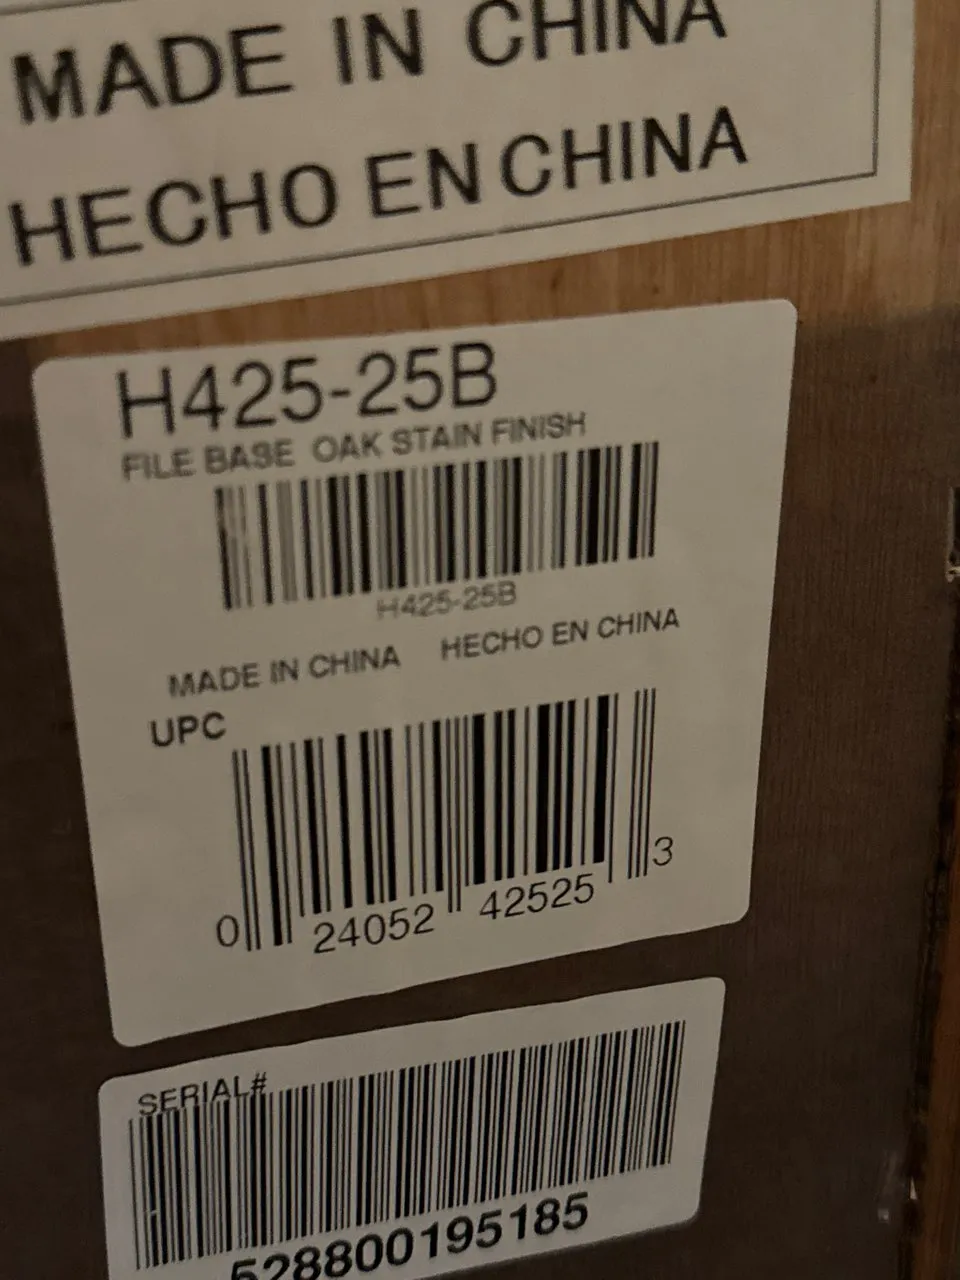 MADE IN CHINA
HECHO EN CHINA
H425-25B
FILE BASE OAK STAIN FINISH
H425-25B
MADE IN CHINA HECHO EN CHINA
UPC
0 24052 42525 3
SERIAL#
528800195185